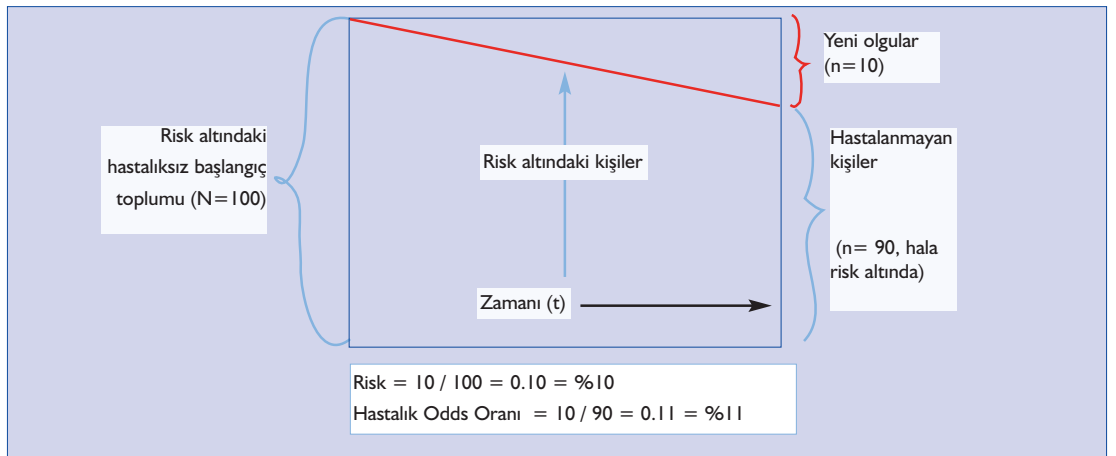 Yeni olgular
(n=10)
Risk altındaki
hastalıksız başlangıç
toplumu (N=100)
Risk altındaki kişiler
Hastalanmayan
kişiler
(n= 90, hala
risk altında)
Zamanı (t)
Risk = 10 / 100 = 0.10 = %10
Hastalık Odds Oranı = 10 / 90 = 0.11 = %11